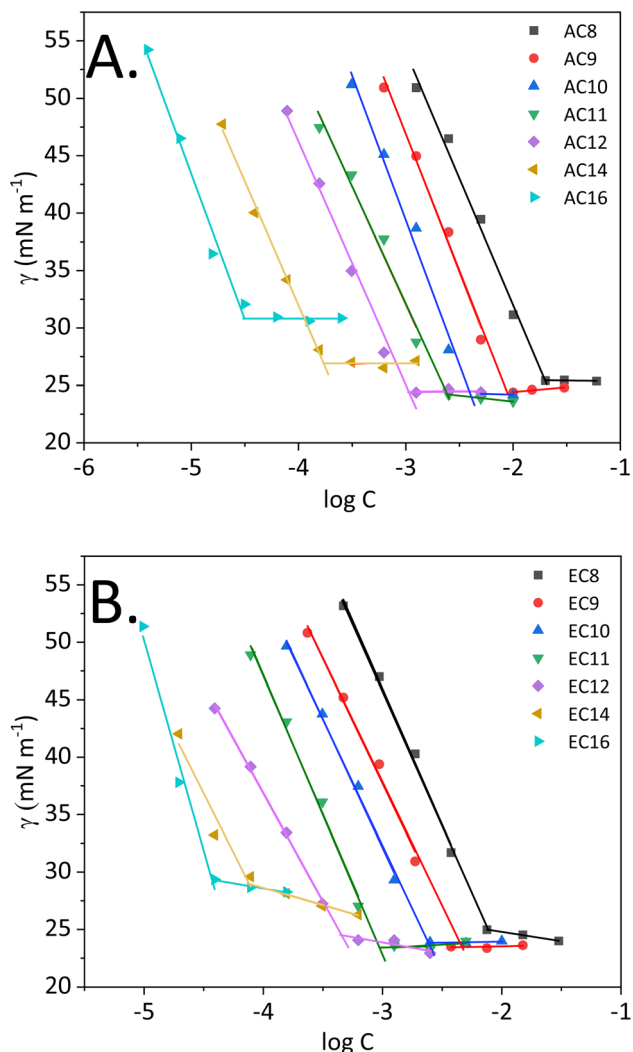 A.
55
50
45
40
35
30
25
20
γ (mN m⁻¹)
-6
-5
-4
-3
-2
-1
log C
AC8
AC9
AC10
AC11
AC12
AC14
AC16
B.
55
50
45
40
35
30
25
20
γ (mN m⁻¹)
-5
-4
-3
-2
-1
log C
EC8
EC9
EC10
EC11
EC12
EC14
EC16